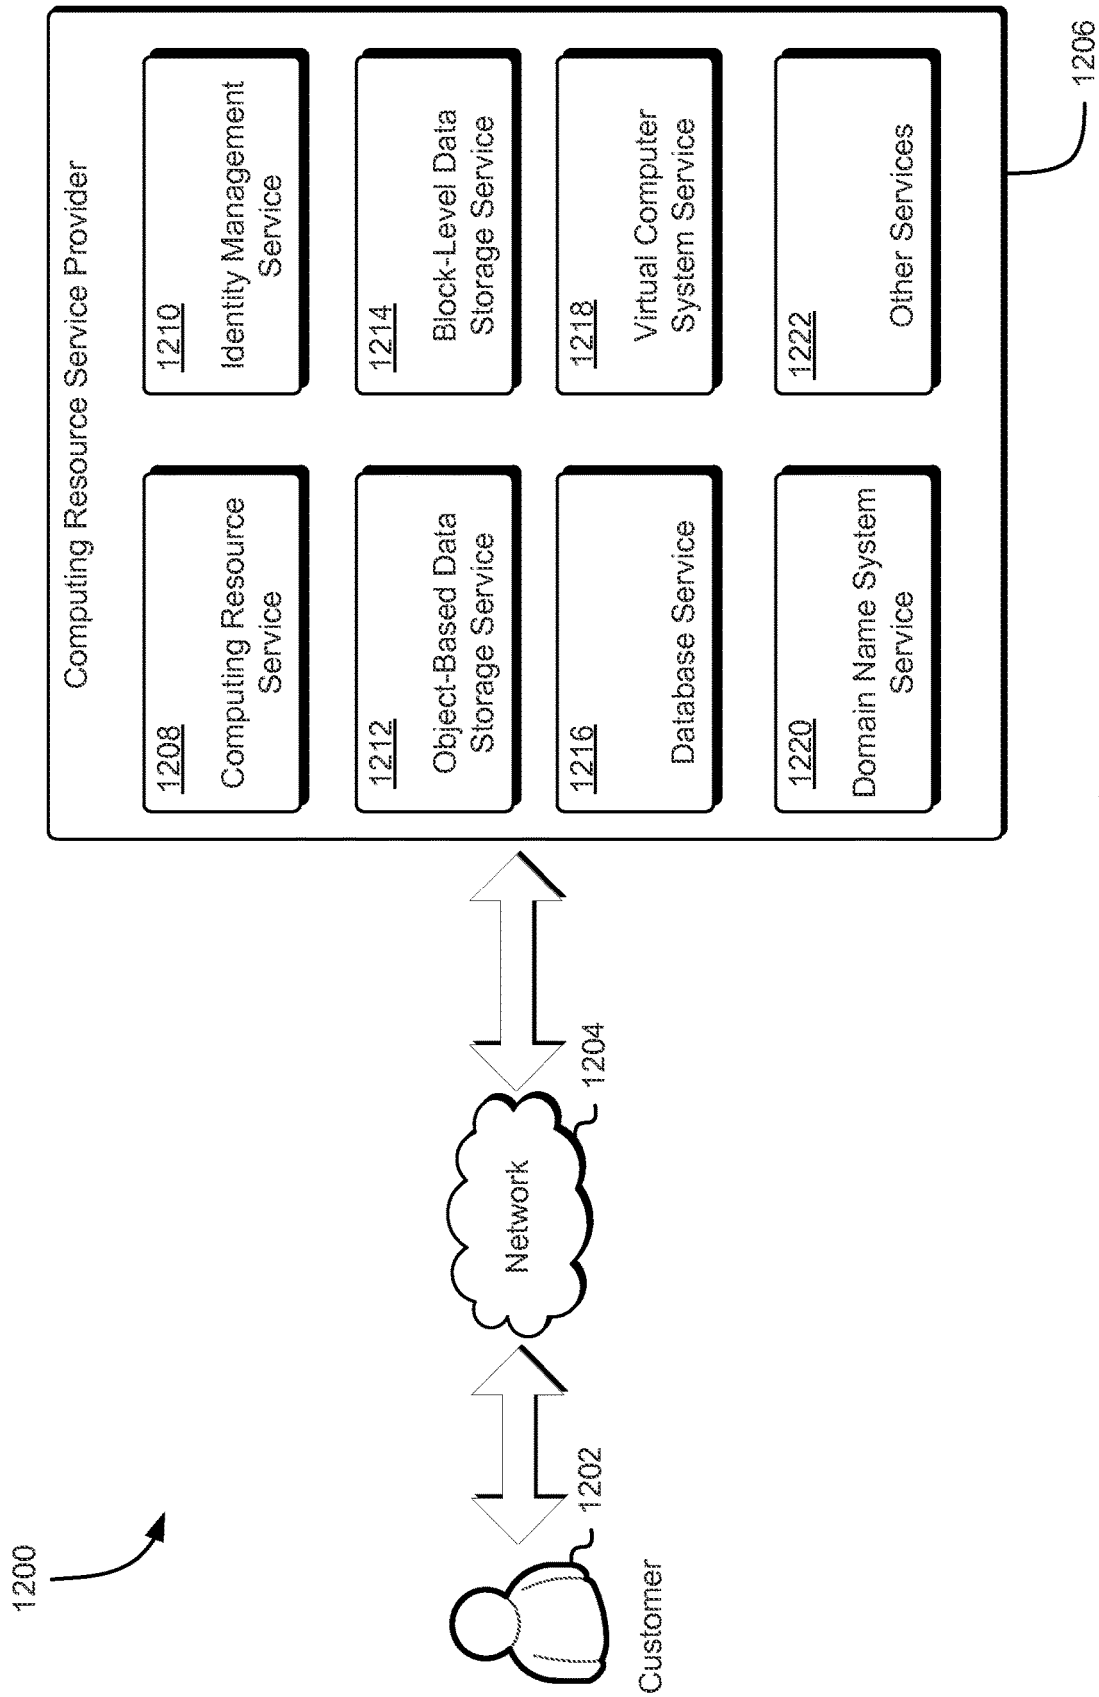 1200
Computing Resource Service Provider
1208
Computing Resource
Service
1210
Identity Management
Service
1212
Object-Based Data
Storage Service
1214
Block-Level Data
Storage Service
1216
Database Service
1218
Virtual Computer
System Service
1220
Domain Name System
Service
1222
Other Services
Network
1204
1202
Customer
1206